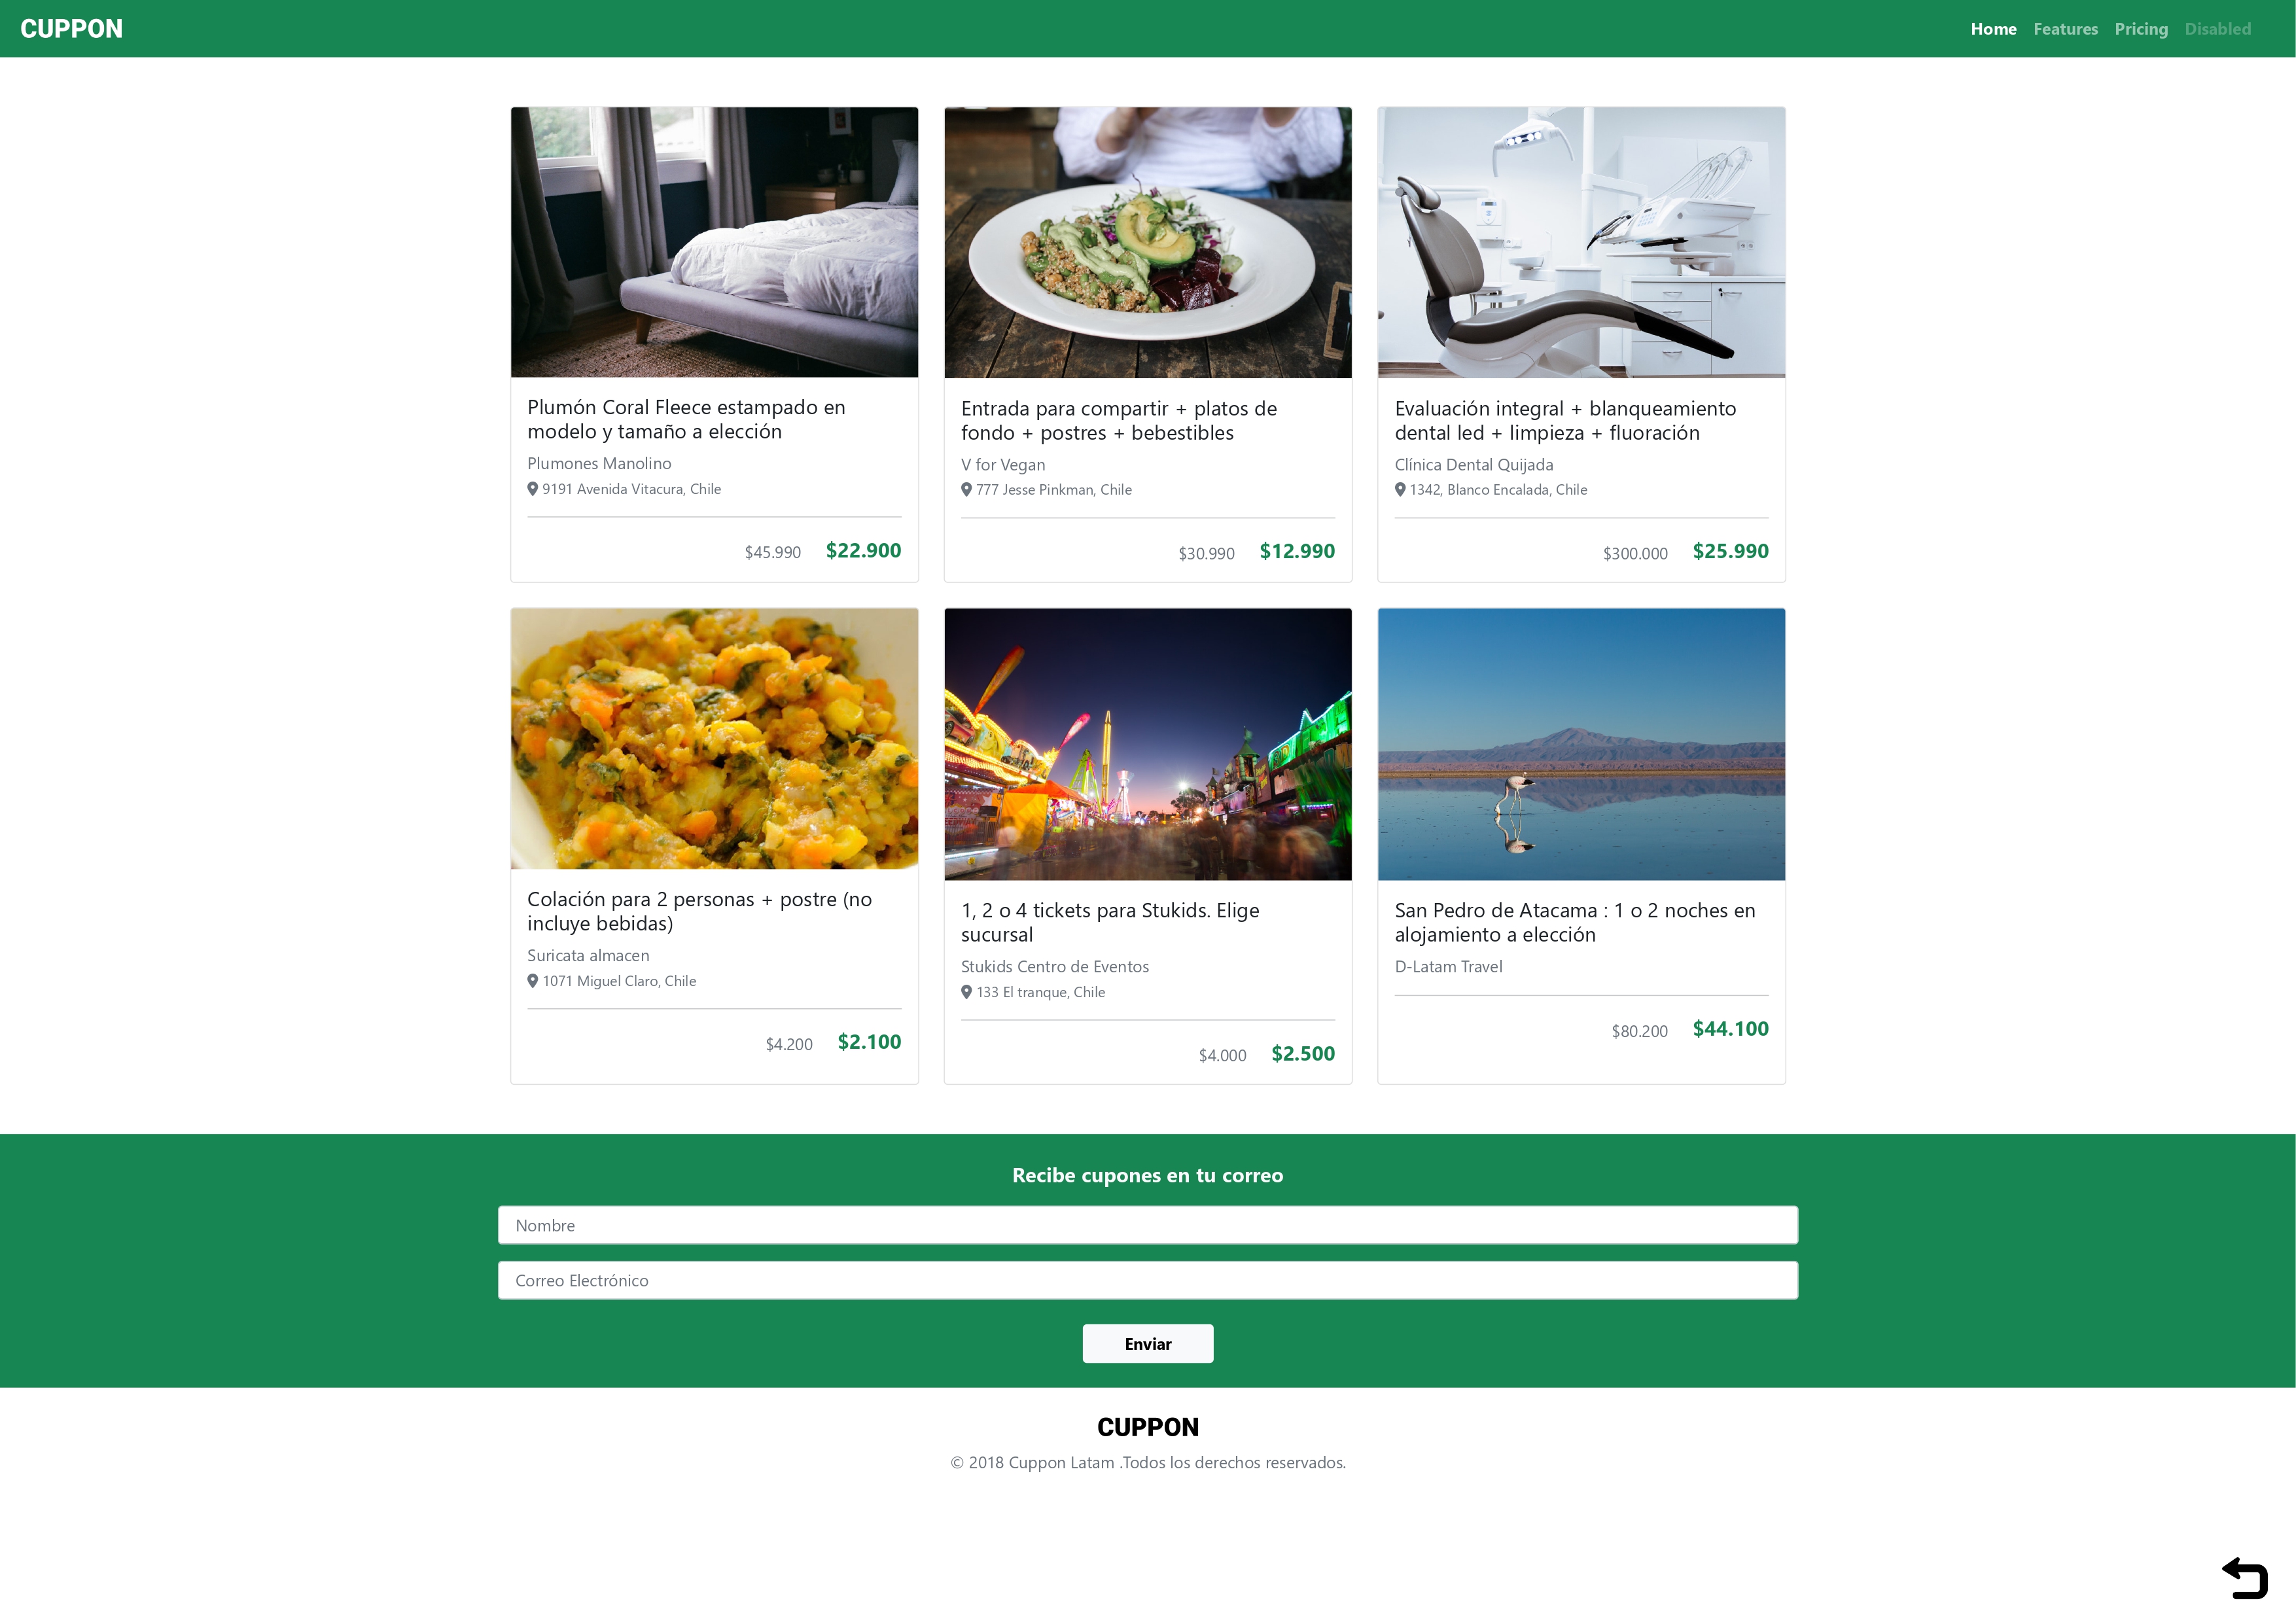 CUPPON
Home Features Pricing Disabled
Plumón Coral Fleece estampado en
modelo y tamaño a elección
Plumones Manolino
9191 Avenida Vitacura, Chile
$45.990 $22.900
Entrada para compartir + platos de
fondo + postres + bebestibles
V for Vegan
777 Jesse Pinkman, Chile
$30.990 $12.990
Evaluación integral + blanqueamiento
dental led + limpieza + fluoración
Clínica Dental Quijada
1342, Blanco Encalada, Chile
$300.000 $25.990
Colación para 2 personas + postre (no
incluye bebidas)
Suricata almacen
1071 Miguel Claro, Chile
$4.200 $2.100
1, 2 o 4 tickets para Stukids. Elige
sucursal
Stukids Centro de Eventos
133 El tranque, Chile
$4.000 $2.500
San Pedro de Atacama : 1 o 2 noches en
alojamiento a elección
D-Latam Travel
$80.200 $44.100
Recibe cupones en tu correo
Nombre
Correo Electrónico
Enviar
CUPPON
© 2018 Cuppon Latam .Todos los derechos reservados.